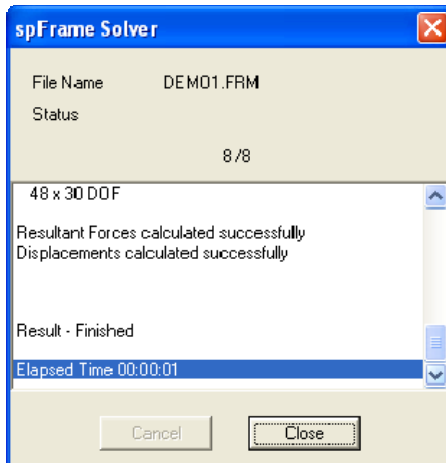 spFrame Solver
File Name DEMO1.FRM
Status
8/8
48 x 30 DOF
Resultant Forces calculated successfully
Displacements calculated successfully
Result - Finished
Elapsed Time 00:00:01
Cancel Close